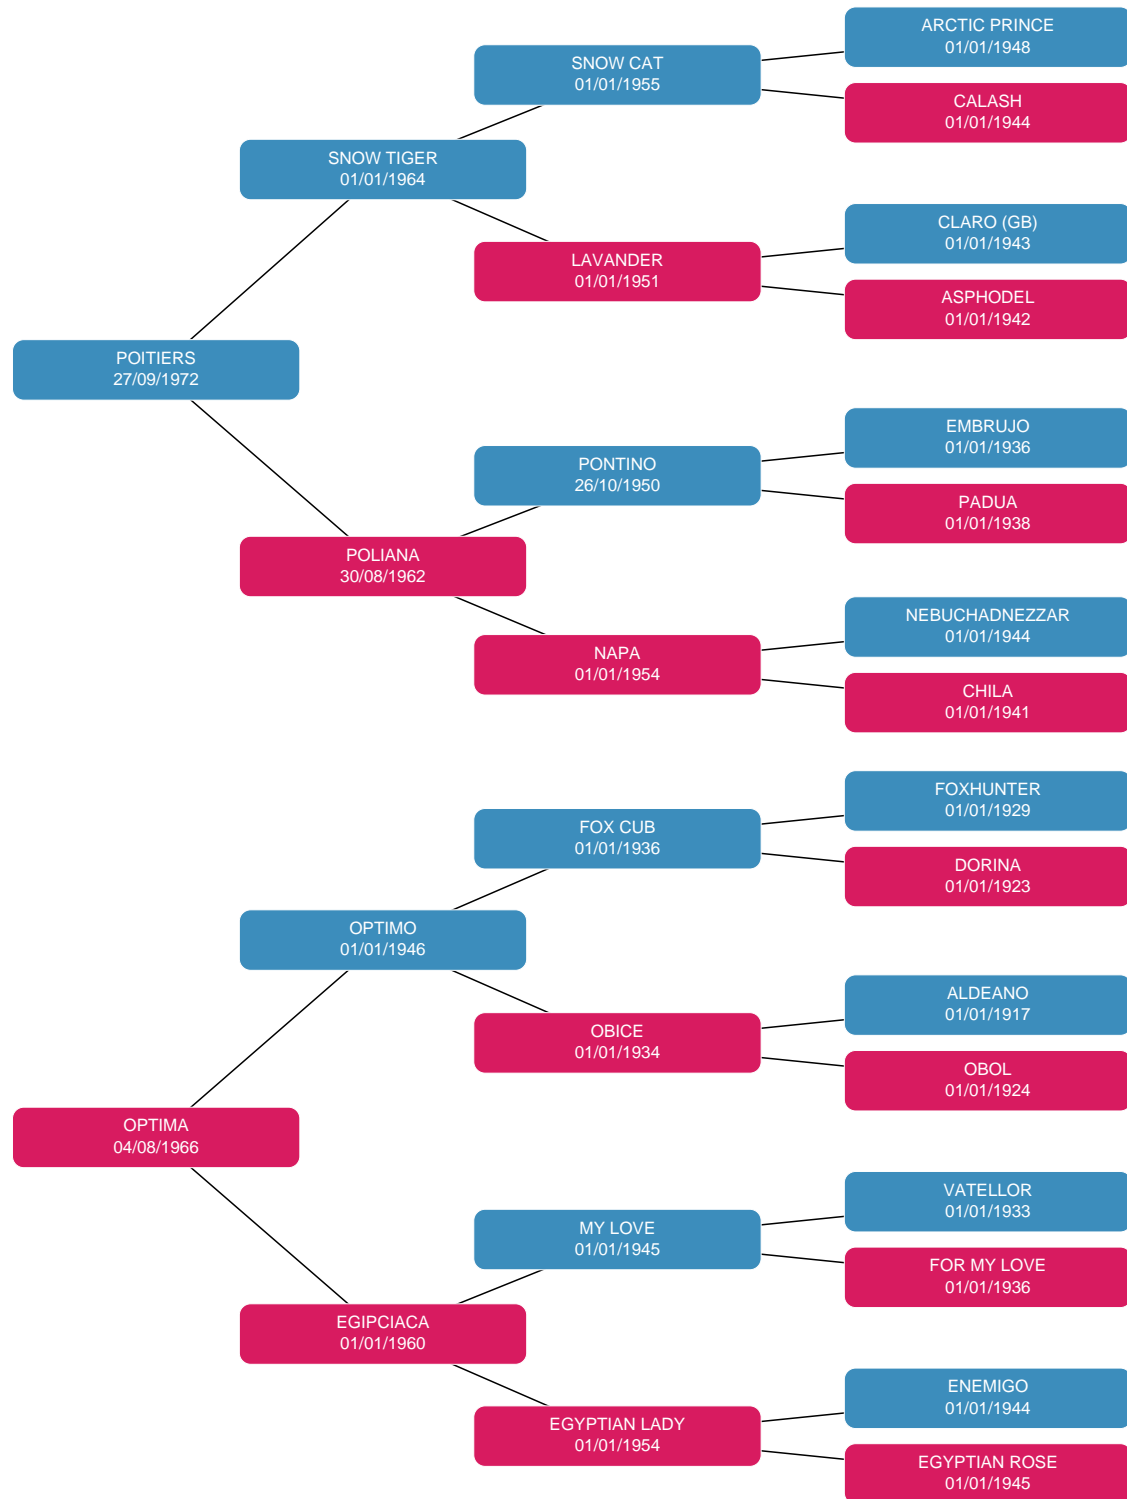 ARCTIC PRINCE
01/01/1948
SNOW CAT
01/01/1955
CALASH
01/01/1944
SNOW TIGER
01/01/1964
CLARO (GB)
01/01/1943
LAVANDER
01/01/1951
ASPHODEL
01/01/1942
POITIERS
27/09/1972
EMBRUJO
01/01/1936
PONTINO
26/10/1950
PADUA
01/01/1938
POLIANA
30/08/1962
NEBUCHADNEZZAR
01/01/1944
NAPA
01/01/1954
CHILA
01/01/1941
FOXHUNTER
01/01/1929
FOX CUB
01/01/1936
DORINA
01/01/1923
OPTIMO
01/01/1946
ALDEANO
01/01/1917
OBICE
01/01/1934
OBOL
01/01/1924
OPTIMA
04/08/1966
VATELLOR
01/01/1933
MY LOVE
01/01/1945
FOR MY LOVE
01/01/1936
EGIPCIACA
01/01/1960
ENEMIGO
01/01/1944
EGYPTIAN LADY
01/01/1954
EGYPTIAN ROSE
01/01/1945